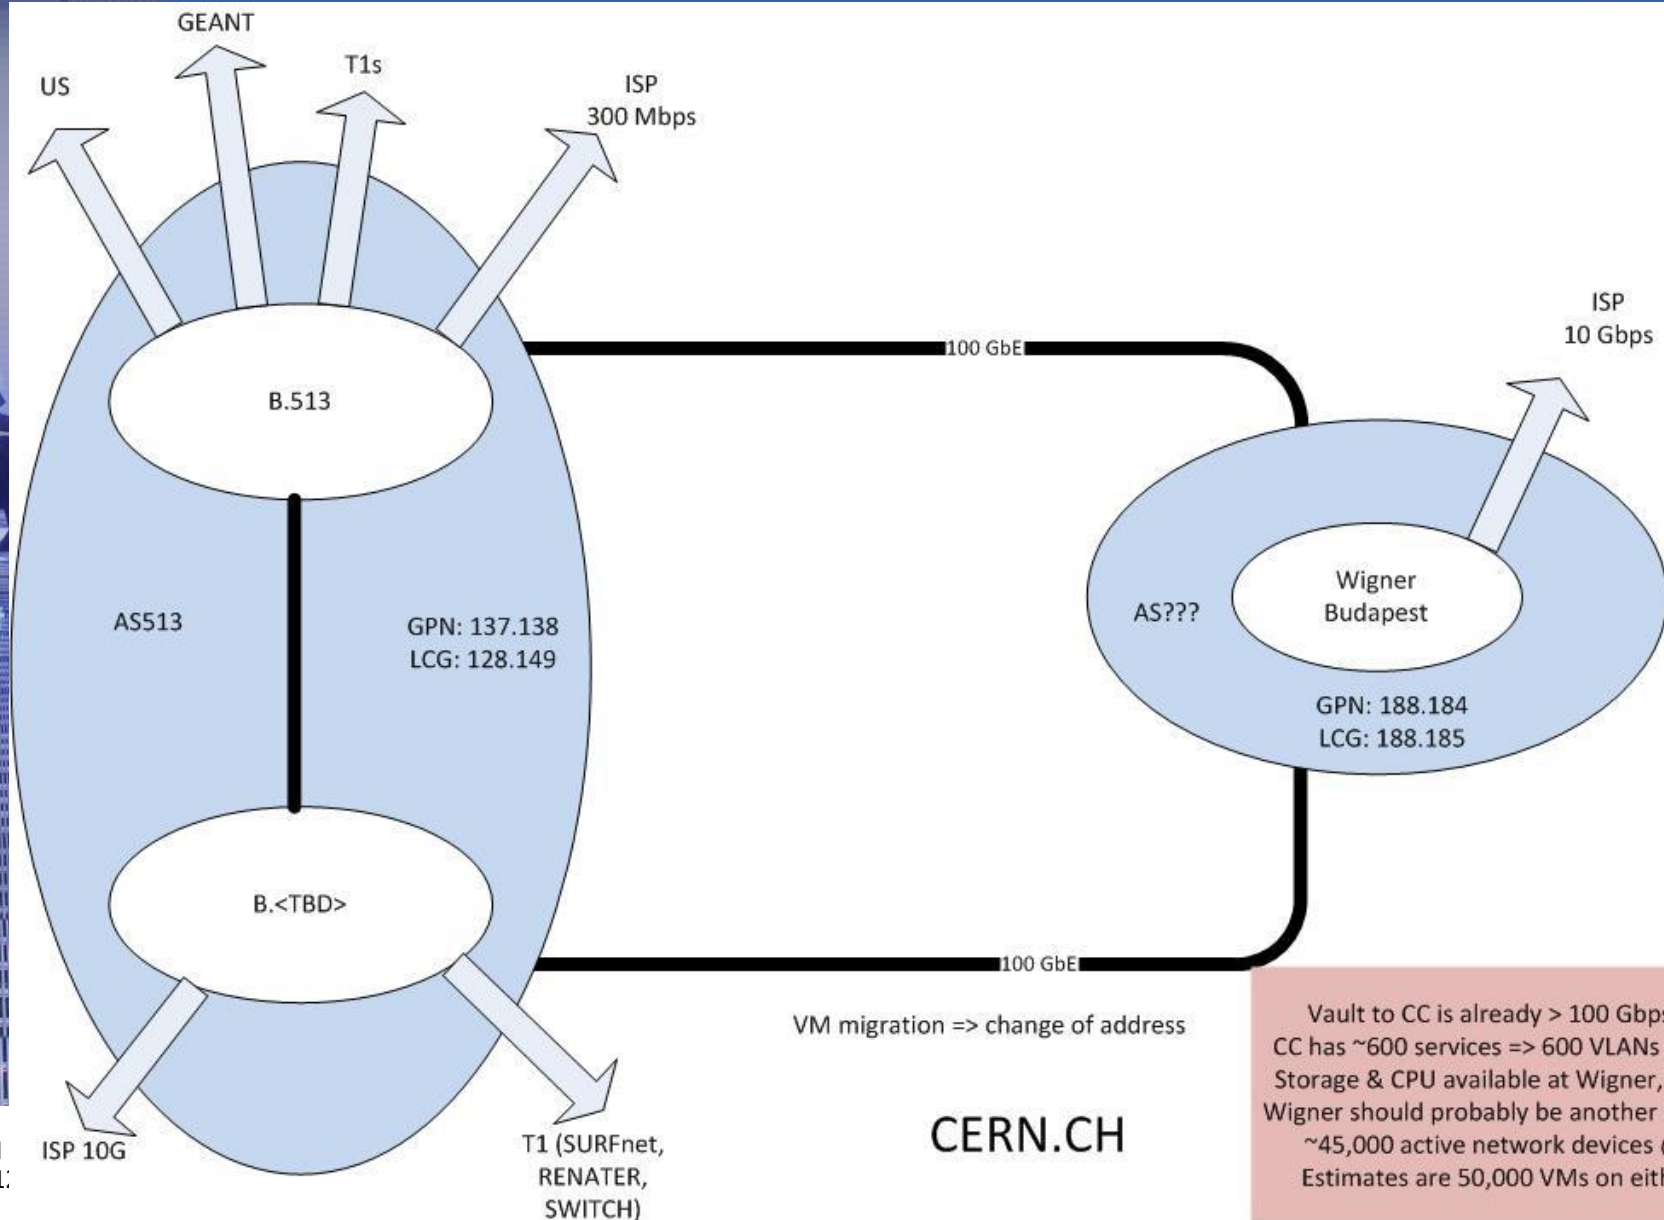 GEANT
US
T1s
ISP
300 Mbps
100 GbE
ISP
10 Gbps
B.513
AS513
GPN: 137.138
LCG: 128.149
Wigner
Budapest
AS???
GPN: 188.184
LCG: 188.185
B.<TBD>
100 GbE
VM migration => change of address
CERN.CH
ISP 10G
T1 (SURFnet,
RENATER,
SWITCH)
Vault to CC is already > 100 Gbps
CC has ~600 services => 600 VLANs
Storage & CPU available at Wigner,
Wigner should probably be another
~45,000 active network devices
Estimates are 50,000 VMs on